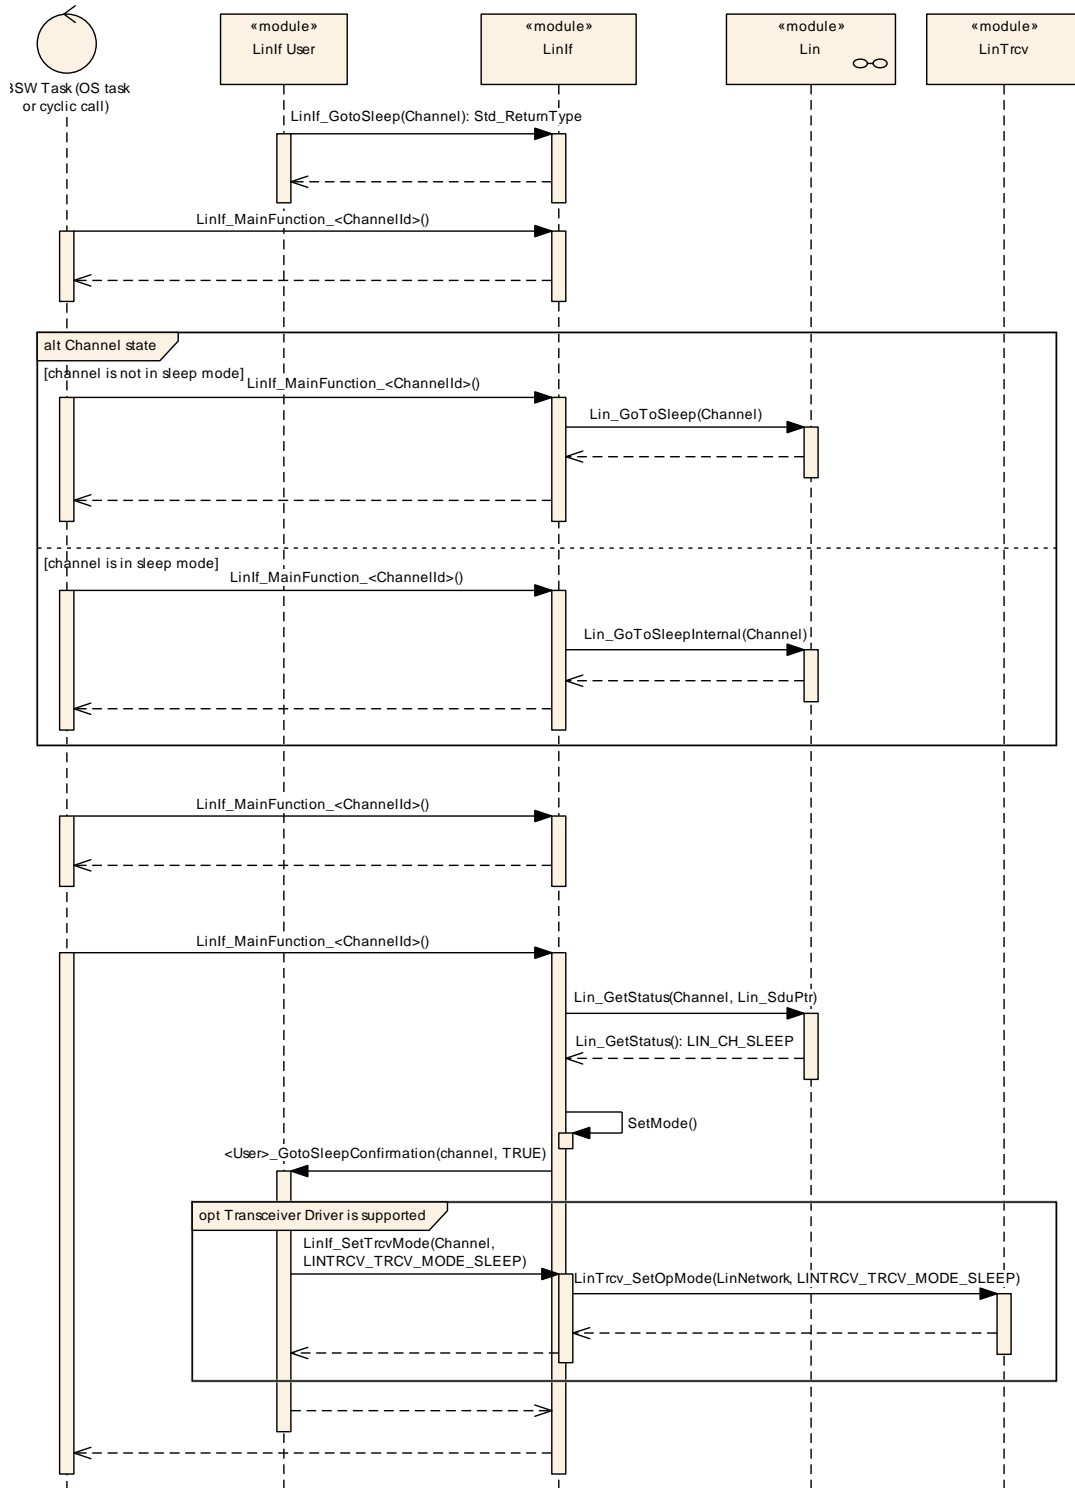 «module»
LinIf User
«module»
LinIf
«module»
Lin
«module»
LinTrcv
BSW Task (OS task
or cyclic call)
LinIf_GotoSleep(Channel): Std_ReturnType
LinIf_MainFunction_<ChannelId>()
alt Channel state
[channel is not in sleep mode]
LinIf_MainFunction_<ChannelId>()
Lin_GoToSleep(Channel)
[channel is in sleep mode]
LinIf_MainFunction_<ChannelId>()
Lin_GoToSleepInternal(Channel)
LinIf_MainFunction_<ChannelId>()
LinIf_MainFunction_<ChannelId>()
Lin_GetStatus(Channel, Lin_SduPtr)
Lin_GetStatus(): LIN_CH_SLEEP
SetMode()
<User>_GotoSleepConfirmation(channel, TRUE)
opt Transceiver Driver is supported
LinIf_SetTrcvMode(Channel,
LINTRCV_TRCV_MODE_SLEEP)
LinTrcv_SetOpMode(LinNetwork, LINTRCV_TRCV_MODE_SLEEP)